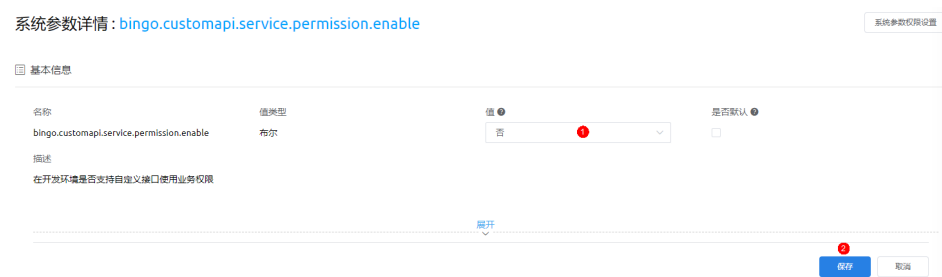 系统参数详情 : bingo.customapi.service.permission.enable
系统参数权限设置
基本信息
名称 值类型 值 是否默认
bingo.customapi.service.permission.enable 布尔 否 1
描述
在开发环境是否支持自定义接口使用业务权限
展开
2
保存 取消